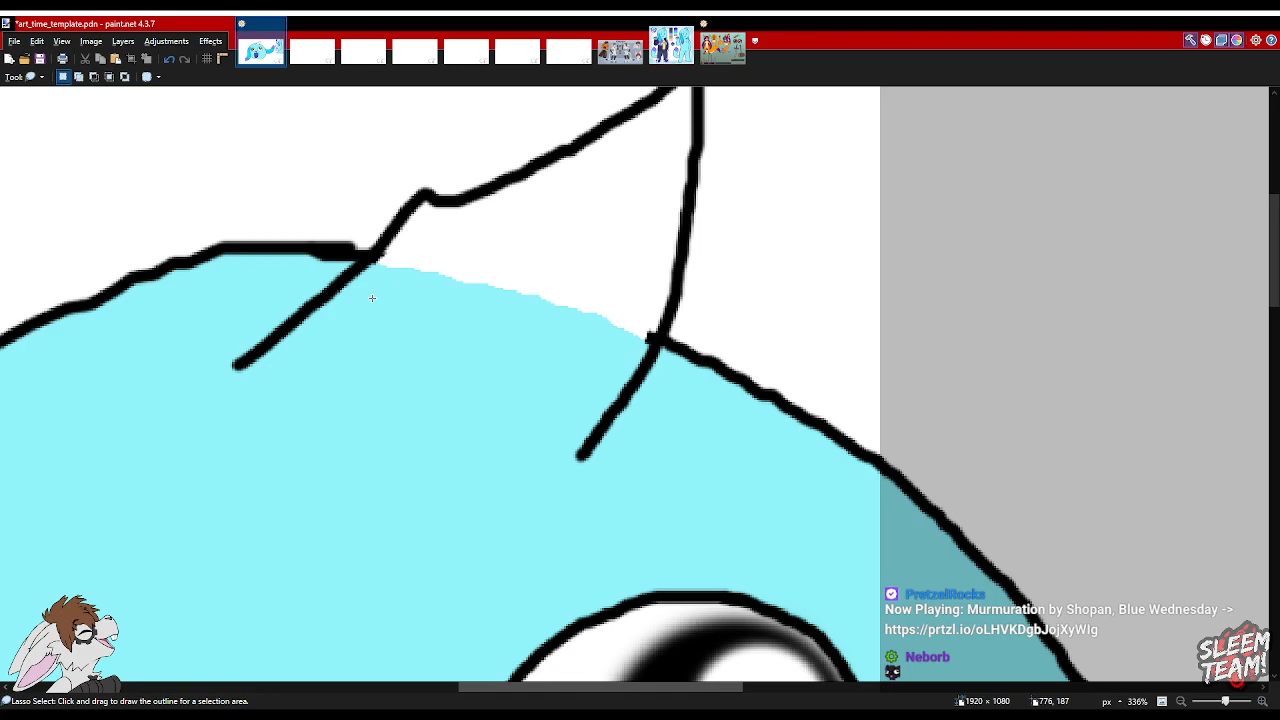 *art_time_template.pdn - paint.net 4.3.7
File Edit View Image Layers Adjustments Effects
Tool
PretzelRocks
Now Playing: Murmuration by Shopan, Blue Wednesday ->
https://prtzl.io/oLHVKDgbJojXyWIg
Neborb
SLEEM
TEAM!
Lasso Select: Click and drag to draw the outline for a selection area.
1920 × 1080
776, 187
px
336%